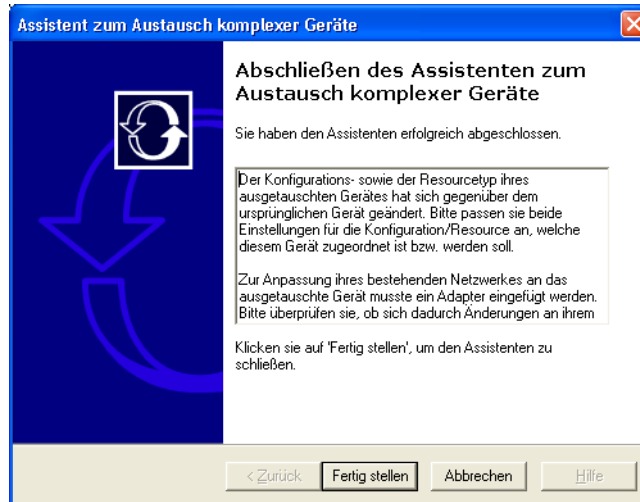 Assistent zum Austausch komplexer Geräte
Abschließen des Assistenten zum
Austausch komplexer Geräte
Sie haben den Assistenten erfolgreich abgeschlossen.
Der Konfigurations- sowie der Resourcetyp ihres
ausgetauschten Gerätes hat sich gegenüber dem
ursprünglichen Gerät geändert. Bitte passen sie beide
Einstellungen für die Konfiguration/Resource an, welche
diesem Gerät zugeordnet ist bzw. werden soll.
Zur Anpassung ihres bestehenden Netzwerkes an das
ausgetauschte Gerät musste ein Adapter eingefügt werden.
Bitte überprüfen sie, ob sich dadurch Änderungen an ihrem
Klicken sie auf 'Fertig stellen', um den Assistenten zu
schließen.
< Zurück Fertig stellen Abbrechen Hilfe